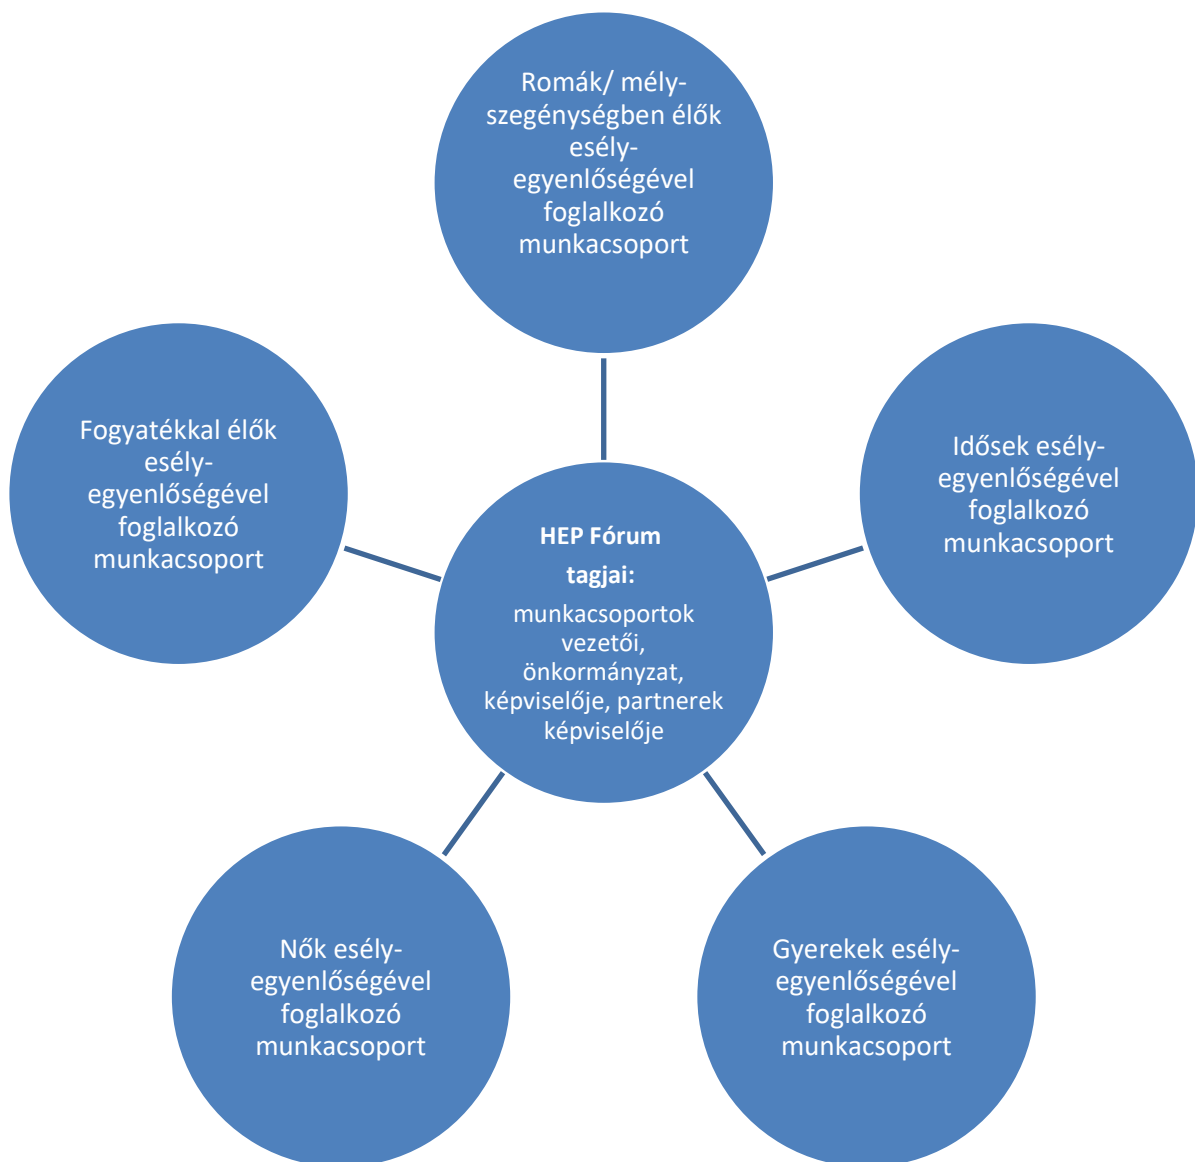 Romák/ mély-
szegénységben élők
esély-
egyenlőségével
foglalkozó
munkacsoport
Fogyatékkal élők
esély-
egyenlőségével
foglalkozó
munkacsoport
Idősek esély-
egyenlőségével
foglalkozó
munkacsoport
HEP Fórum
tagjai:
munkacsoportok
vezetői,
önkormányzat,
képviselője, partnerek
képviselője
Nők esély-
egyenlőségével
foglalkozó
munkacsoport
Gyerekek esély-
egyenlőségével
foglalkozó
munkacsoport